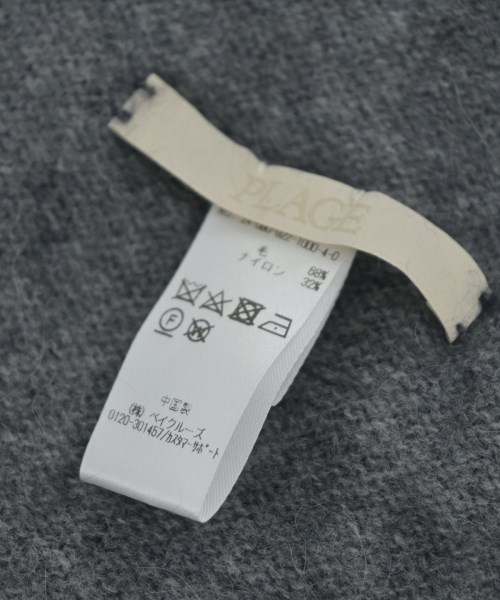 PLAGE
毛 68%
ナイロン 32%
F W
中国製
(株) ベイクルーズ
0120-301457/カスタマーサポート